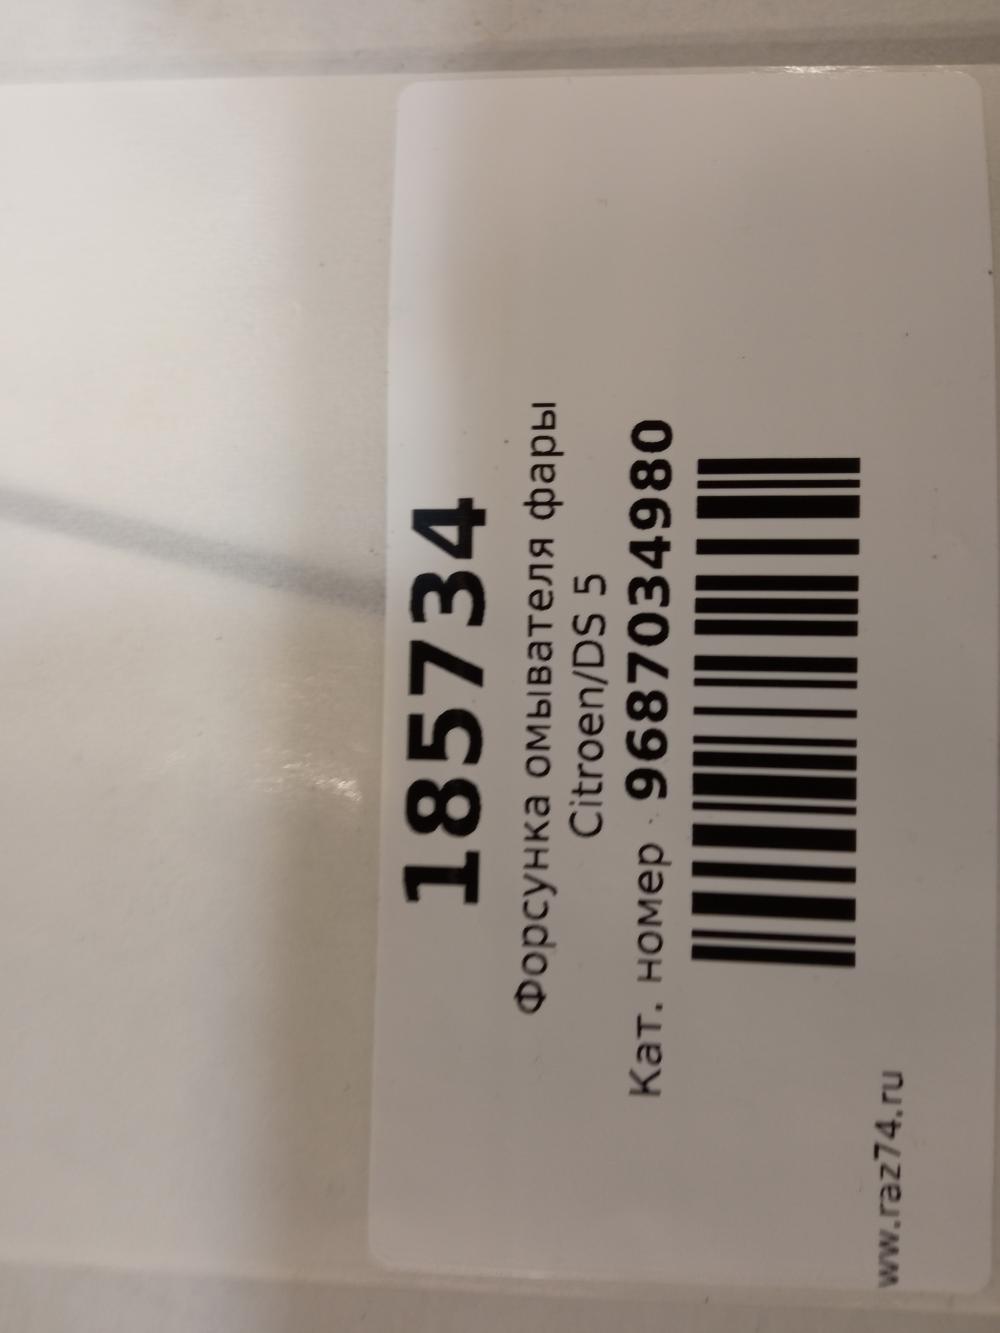 185734
Форсунка омывателя фары
Citroen/DS 5
Кат. номер 9687034980
www.raz74.ru